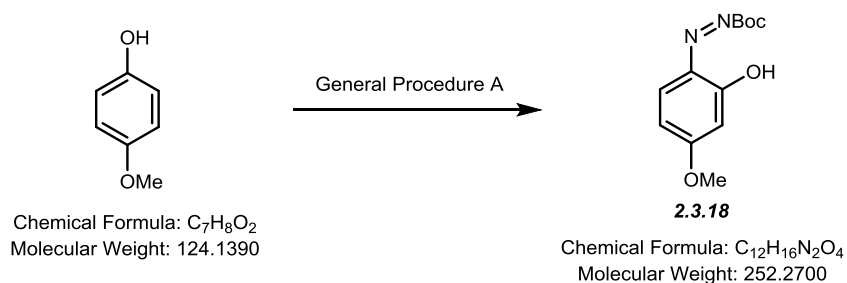 OH
OMe
Chemical Formula: C₇H₈O₂
Molecular Weight: 124.1390
General Procedure A
N
NBoc
OH
OMe
2.3.18
Chemical Formula: C₁₂H₁₆N₂O₄
Molecular Weight: 252.2700